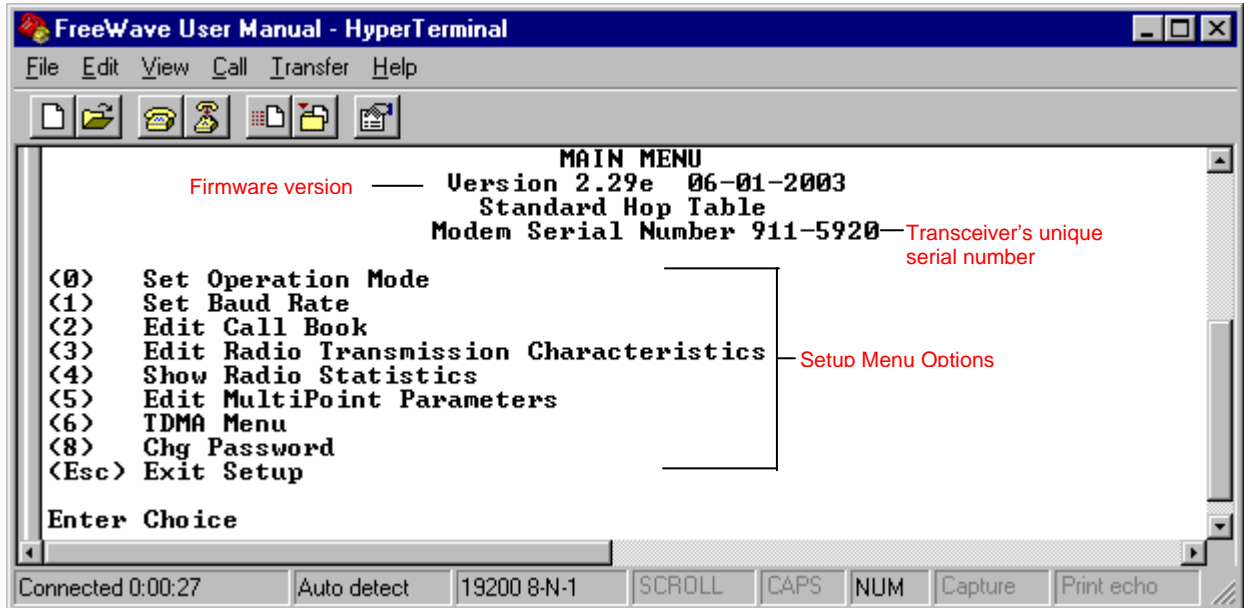 FreeWave User Manual - HyperTerminal
File Edit View Call Transfer Help
MAIN MENU
Firmware version Version 2.29e 06-01-2003
Standard Hop Table
Modem Serial Number 911-5920 Transceiver's unique
serial number
(0) Set Operation Mode
(1) Set Baud Rate
(2) Edit Call Book
(3) Edit Radio Transmission Characteristics
Setup Menu Options
(4) Show Radio Statistics
(5) Edit MultiPoint Parameters
(6) TDMA Menu
(8) Chg Password
(Esc) Exit Setup
Enter Choice
Connected 0:00:27 Auto detect 19200 8-N-1 SCROLL CAPS NUM Capture Print echo